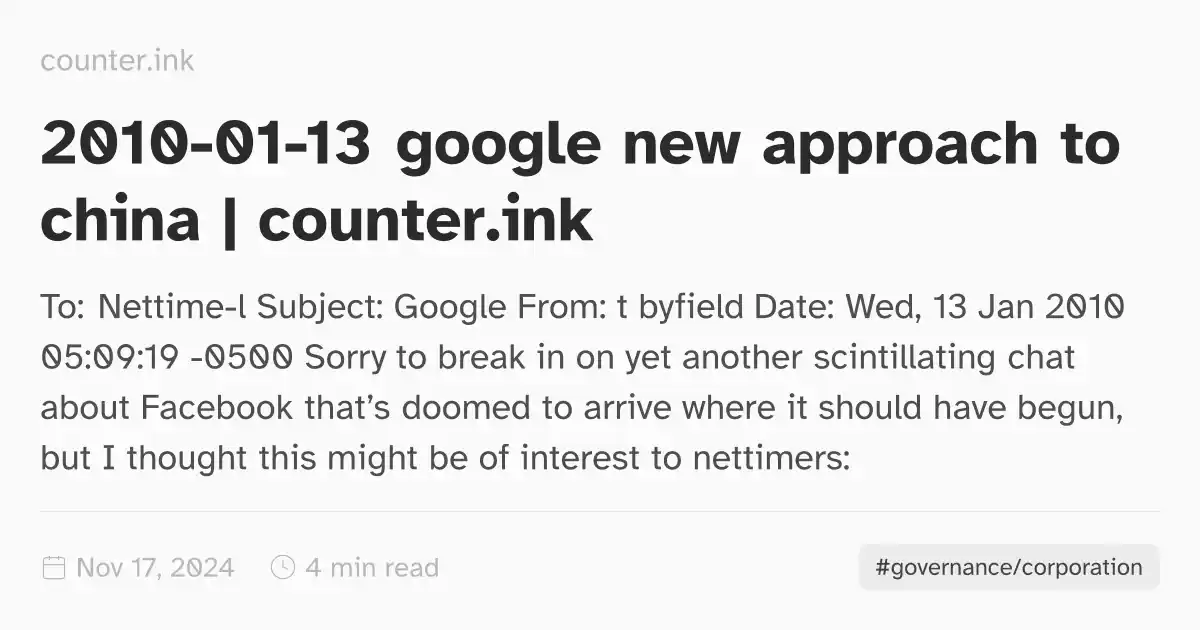 counter.ink
2010-01-13 google new approach to
china | counter.ink
To: Nettime-l Subject: Google From: t byfield Date: Wed, 13 Jan 2010
05:09:19 -0500 Sorry to break in on yet another scintillating chat
about Facebook that’s doomed to arrive where it should have begun,
but I thought this might be of interest to nettimers:
Nov 17, 2024 4 min read
#governance/corporation